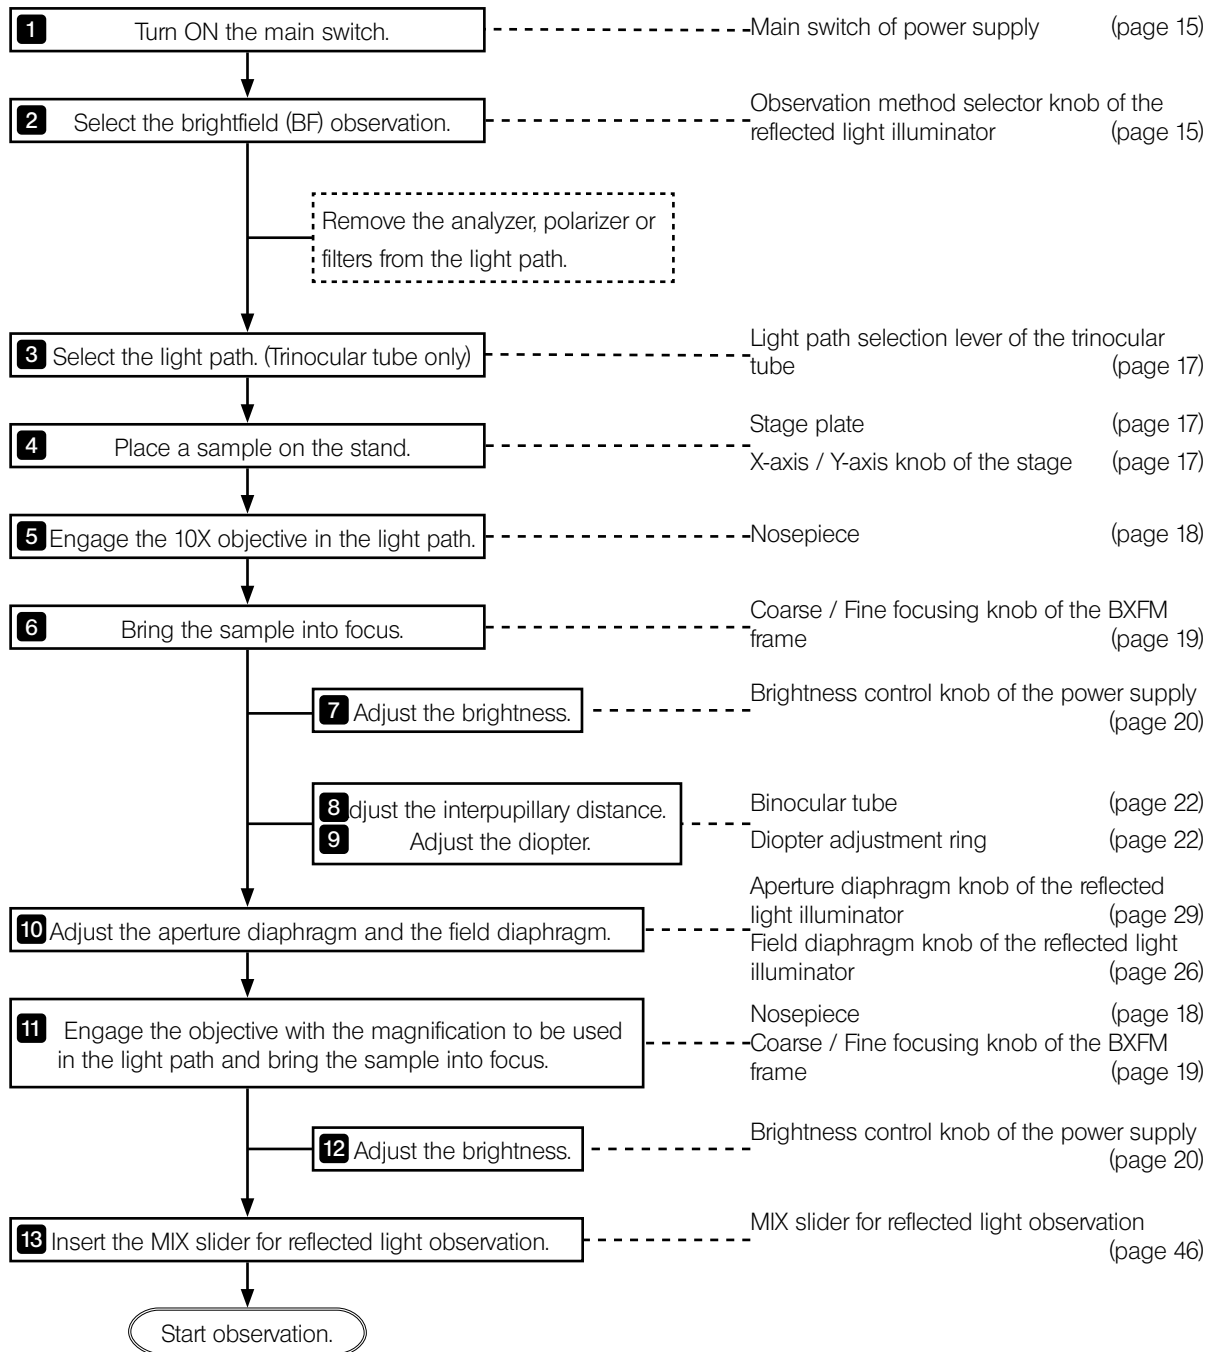 1 Turn ON the main switch.
Main switch of power supply (page 15)
2 Select the brightfield (BF) observation.
Observation method selector knob of the
reflected light illuminator (page 15)
Remove the analyzer, polarizer or
filters from the light path.
3 Select the light path. (Trinocular tube only)
Light path selection lever of the trinocular
tube (page 17)
4 Place a sample on the stand.
Stage plate (page 17)
X-axis / Y-axis knob of the stage (page 17)
5 Engage the 10X objective in the light path.
Nosepiece (page 18)
6 Bring the sample into focus.
Coarse / Fine focusing knob of the BXFM
frame (page 19)
7 Adjust the brightness.
Brightness control knob of the power supply
(page 20)
8 djust the interpupillary distance.
9 Adjust the diopter.
Binocular tube (page 22)
Diopter adjustment ring (page 22)
10 Adjust the aperture diaphragm and the field diaphragm.
Aperture diaphragm knob of the reflected
light illuminator (page 29)
Field diaphragm knob of the reflected light
illuminator (page 26)
11 Engage the objective with the magnification to be used
in the light path and bring the sample into focus.
Nosepiece (page 18)
Coarse / Fine focusing knob of the BXFM
frame (page 19)
12 Adjust the brightness.
Brightness control knob of the power supply
(page 20)
13 Insert the MIX slider for reflected light observation.
MIX slider for reflected light observation
(page 46)
Start observation.